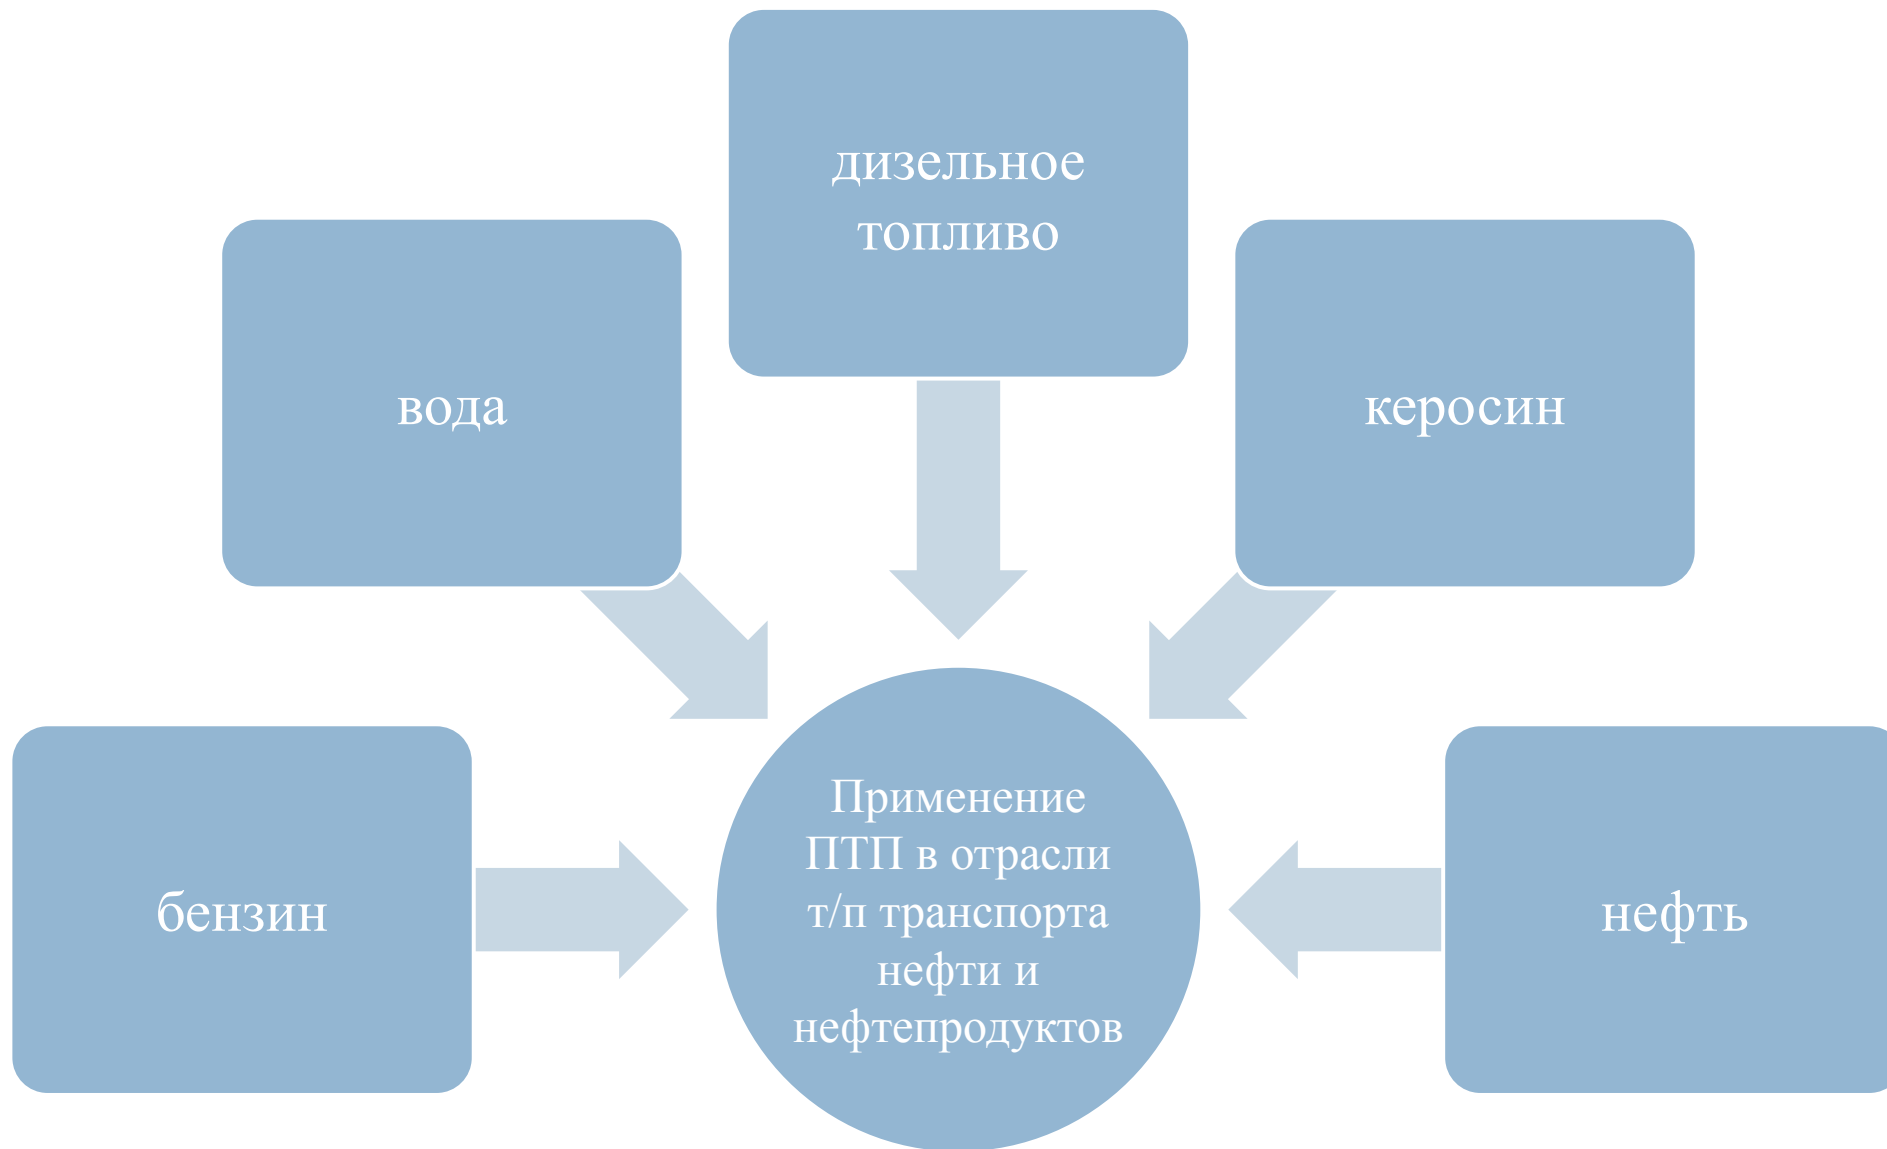 дизельное
топливо
вода
керосин
бензин
Применение
ПТП в отрасли
т/п транспорта
нефти и
нефтепродуктов
нефть